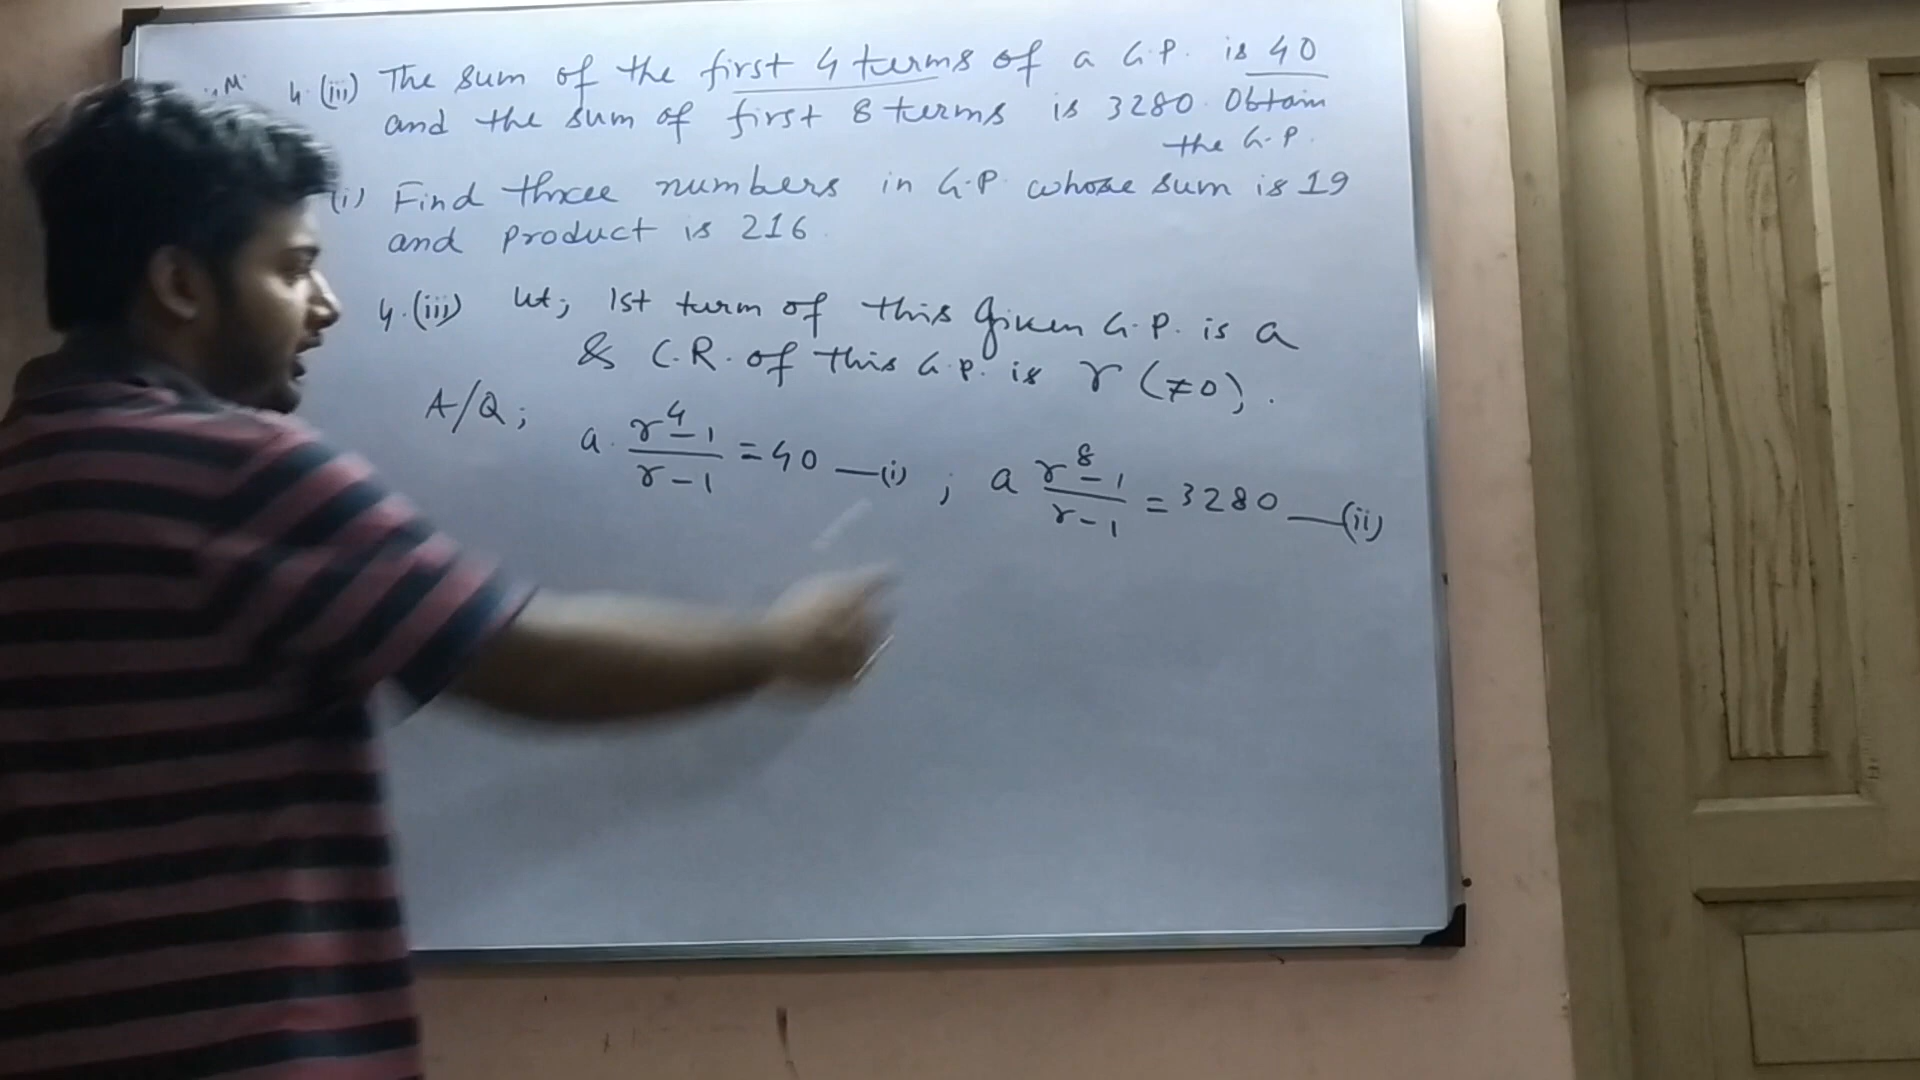 4.(iii) The sum of the first 4 terms of a G.P. is 40
and the sum of first 8 terms is 3280. Obtain
the G.P.
(i) Find three numbers in G.P. whose sum is 19
and product is 216
4.(iii) Let, 1st term of this given G.P. is a
& C.R. of this G.P. is r (≠0).
A/Q; a. (r^4-1)/(r-1) = 40 —(i) ; a (r^8-1)/(r-1) = 3280 —(ii)